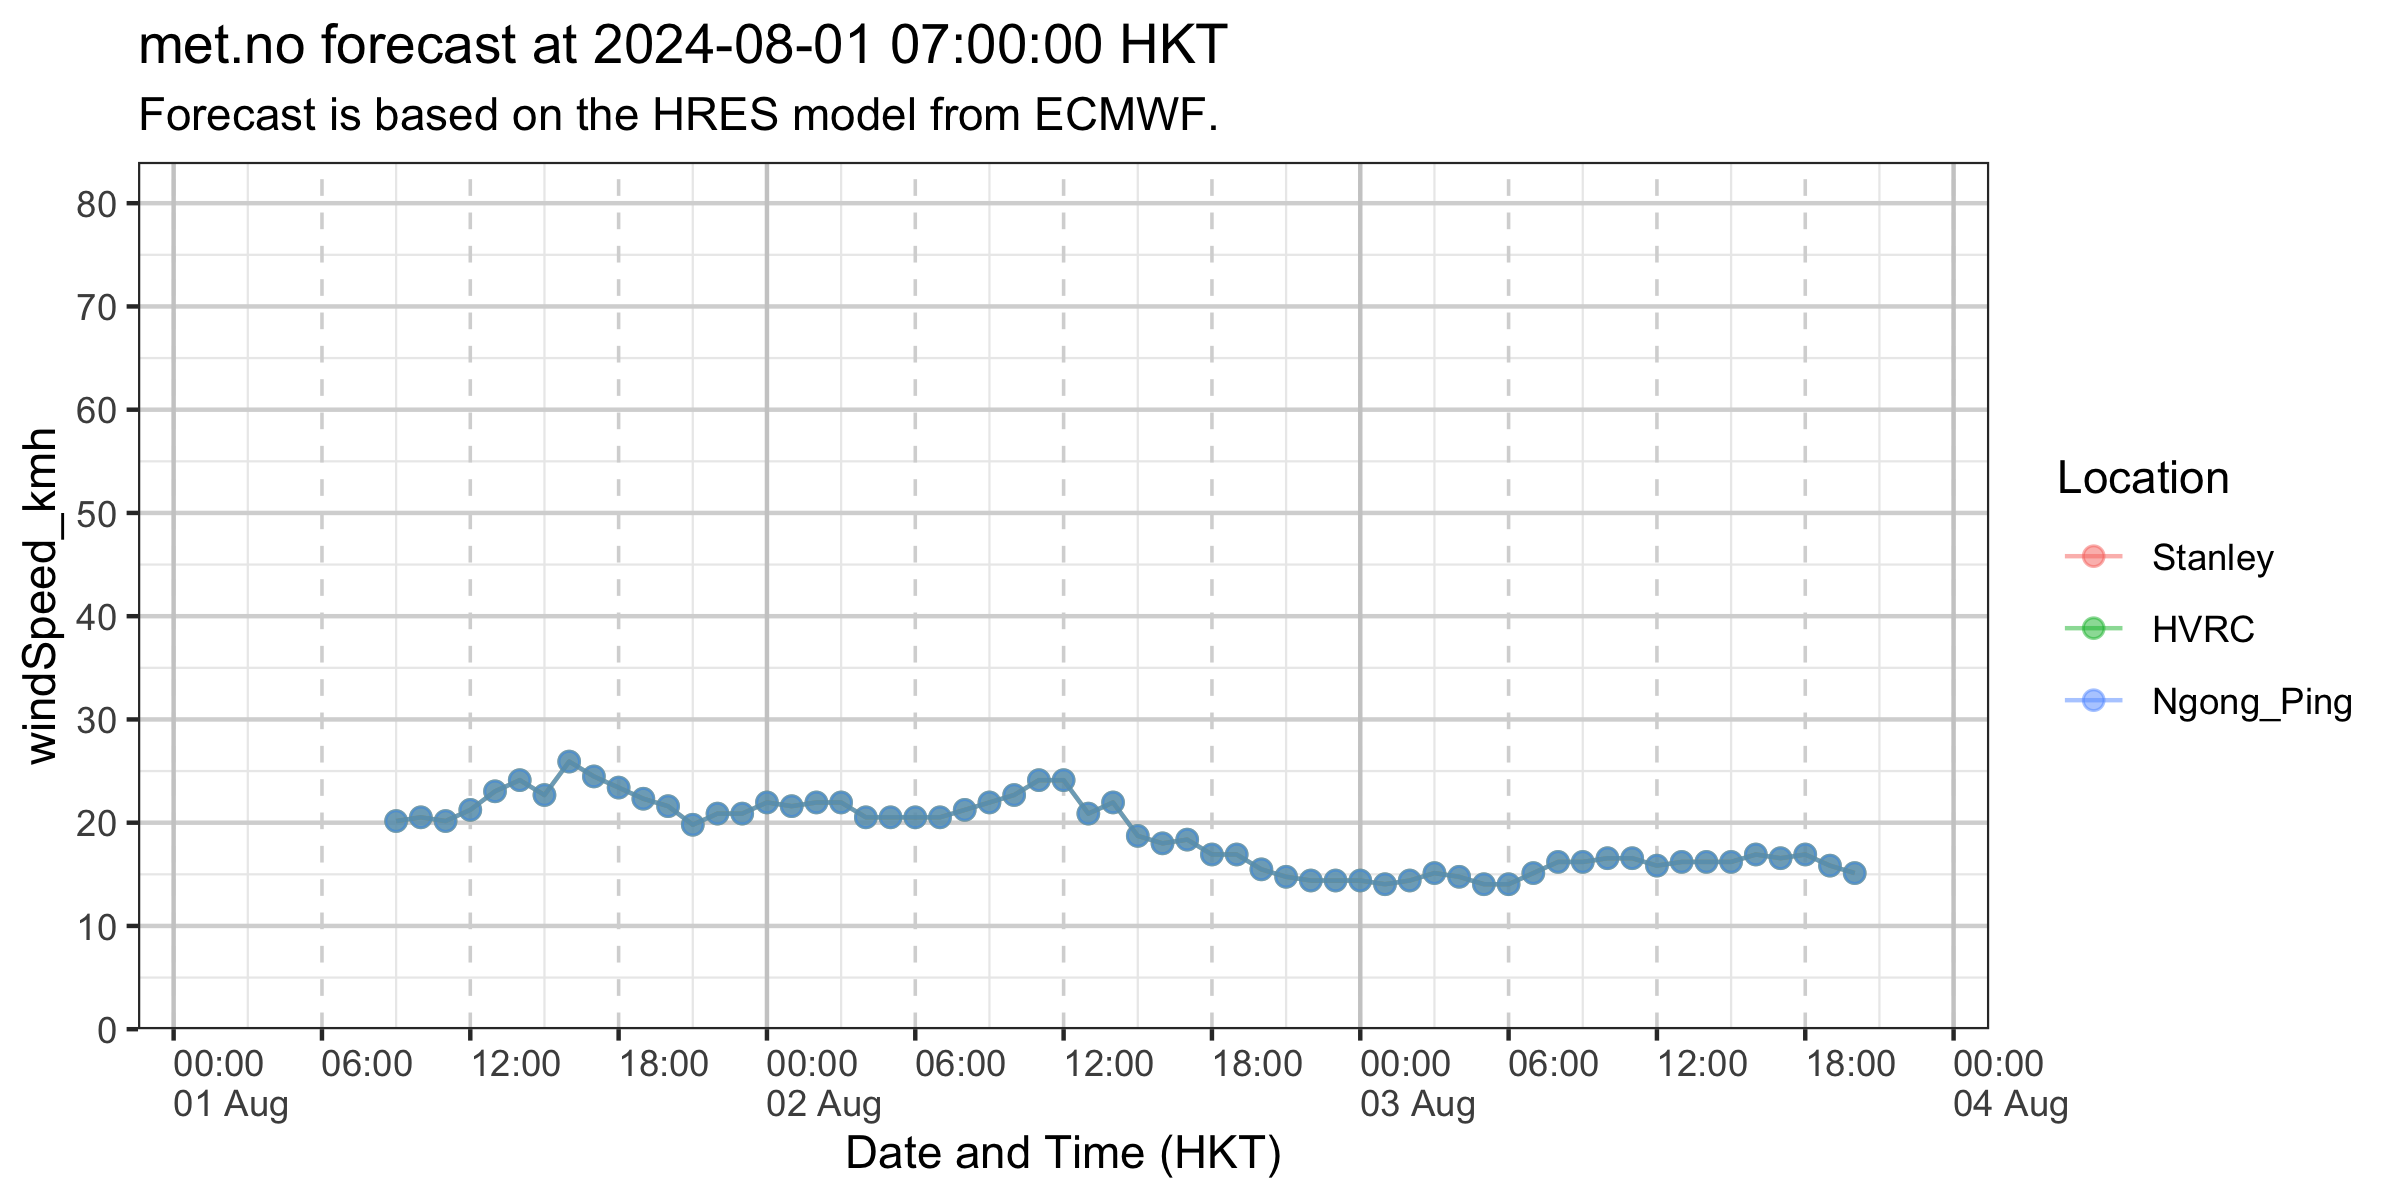 met.no forecast at 2024-08-01 07:00:00 HKT
Forecast is based on the HRES model from ECMWF.
windSpeed_kmh
80
70
60
50
40
30
20
10
0
00:00 06:00 12:00 18:00 00:00 06:00 12:00 18:00 00:00 06:00 12:00 18:00 00:00
01 Aug 02 Aug 03 Aug 04 Aug
Date and Time (HKT)
Location
Stanley
HVRC
Ngong_Ping